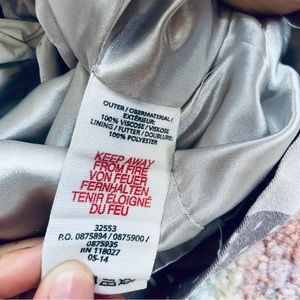 OUTER / OBERMATERIAL /
EXTÉRIEUR:
100% VISCOSE / VISKOSE
LINING / FUTTER / DOUBLURE:
100% POLYESTER
KEEP AWAY
FROM FIRE
VON FEUER
FERNHALTEN.
TENIR ÉLOIGNÉ
DU FEU
32553
P.O. 0875894 / 0875900 /
0875935
RN 118027
05-14